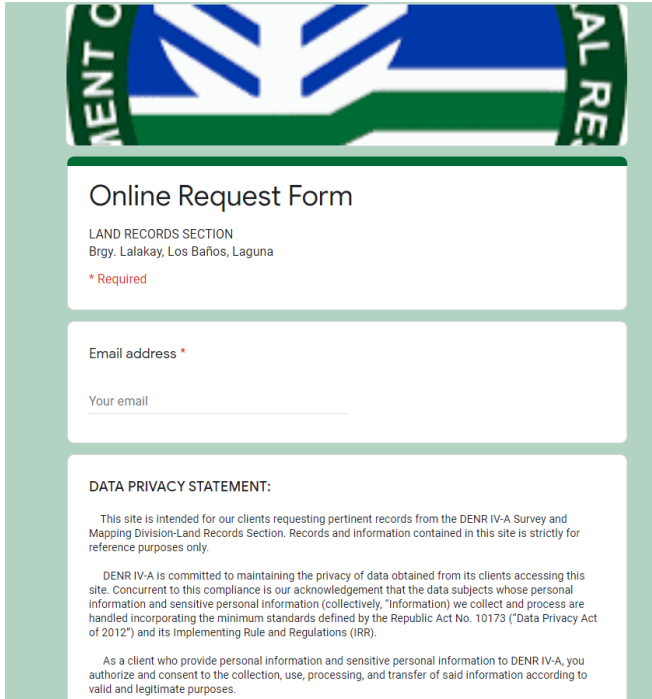 MENT O
AL RES
Online Request Form
LAND RECORDS SECTION
Brgy. Lalakay, Los Baños, Laguna
* Required
Email address *
Your email
DATA PRIVACY STATEMENT:
This site is intended for our clients requesting pertinent records from the DENR IV-A Survey and
Mapping Division-Land Records Section. Records and information contained in this site is strictly for
reference purposes only.
DENR IV-A is committed to maintaining the privacy of data obtained from its clients accessing this
site. Concurrent to this compliance is our acknowledgement that the data subjects whose personal
information and sensitive personal information (collectively, “Information) we collect and process are
handled incorporating the minimum standards defined by the Republic Act No. 10173 (“Data Privacy Act
of 2012”) and its Implementing Rule and Regulations (IRR).
As a client who provide personal information and sensitive personal information to DENR IV-A, you
authorize and consent to the collection, use, processing, and transfer of said information according to
valid and legitimate purposes.